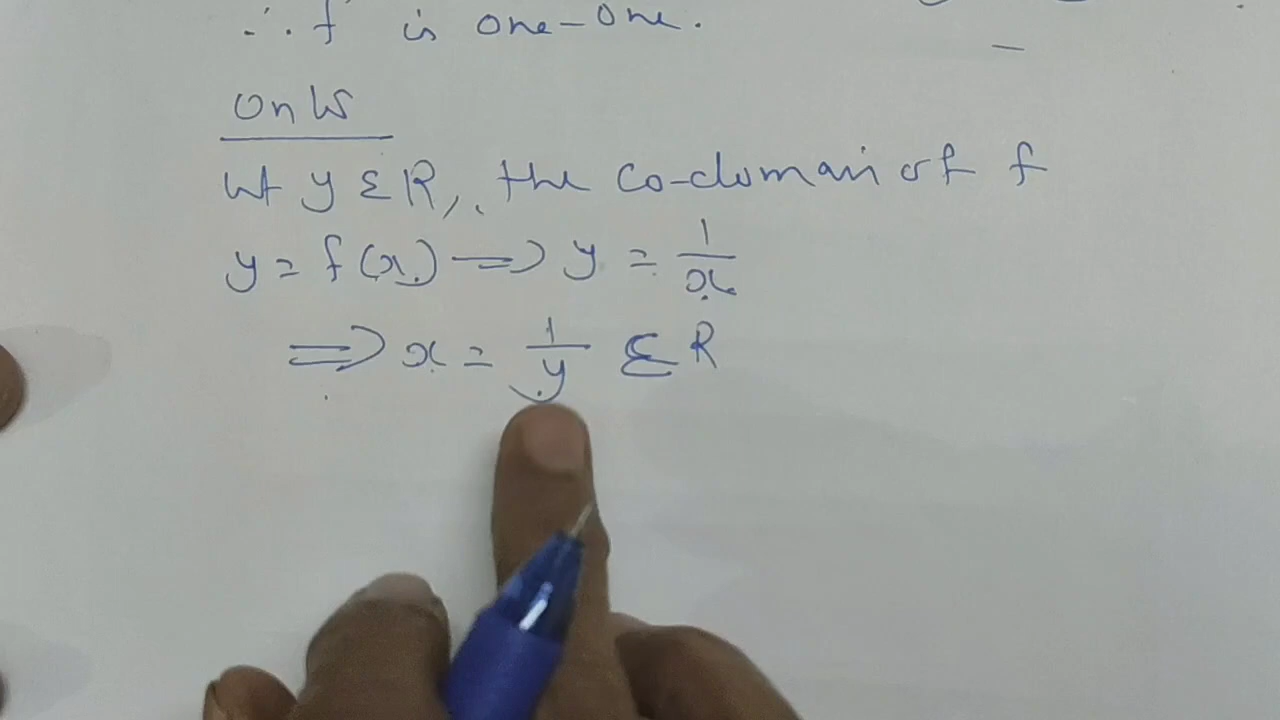 ∴ f is one-one.
Onto
Let y ∈ R, the co-domain of f
y = f(x) ⟹ y = 1/x
⟹ x = 1/y ∈ R